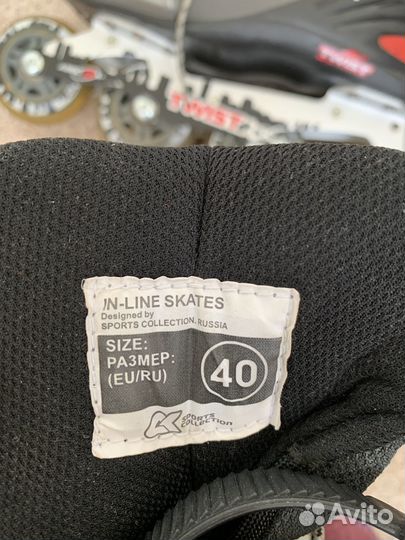 TWIST
TWIST
IN-LINE SKATES
Designed by
SPORTS COLLECTION, RUSSIA
SIZE:
РАЗМЕР:
(EU/RU)
40
SPORTS
COLLECTION
Avito